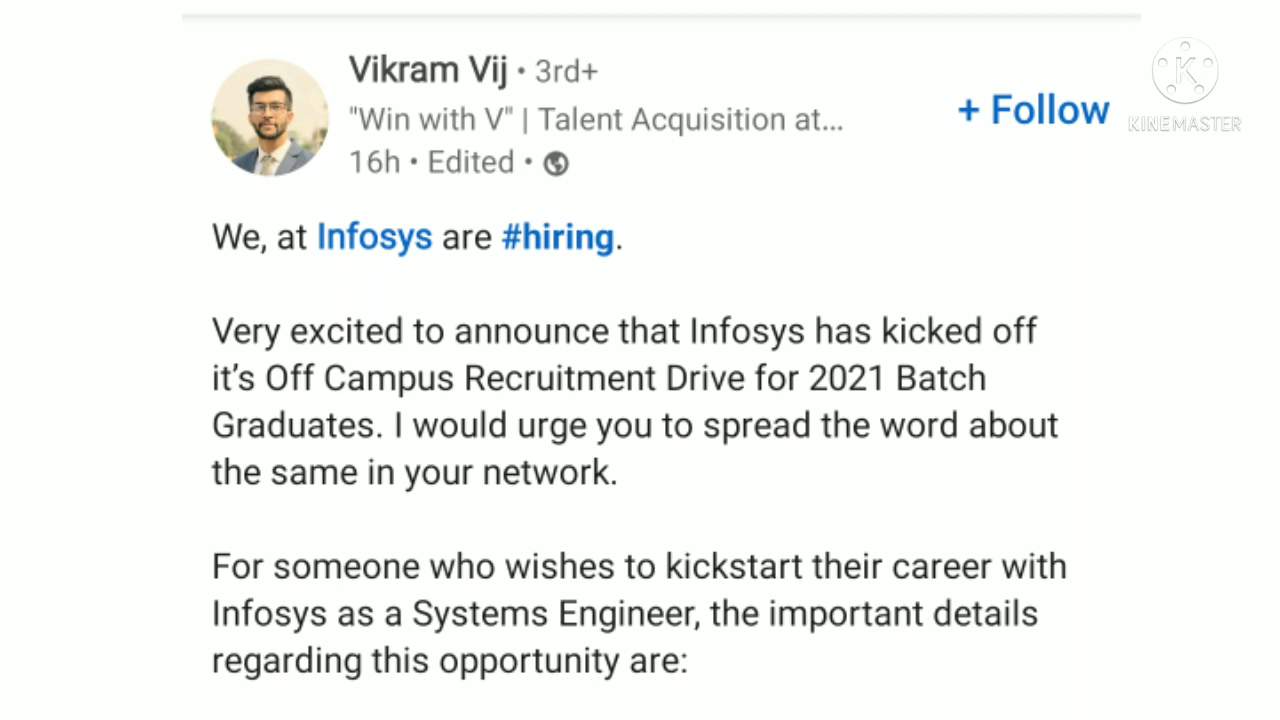 Vikram Vij • 3rd+
"Win with V" | Talent Acquisition at...
16h • Edited •
+ Follow
KINEMASTER
We, at Infosys are #hiring.
Very excited to announce that Infosys has kicked off
it's Off Campus Recruitment Drive for 2021 Batch
Graduates. I would urge you to spread the word about
the same in your network.
For someone who wishes to kickstart their career with
Infosys as a Systems Engineer, the important details
regarding this opportunity are: